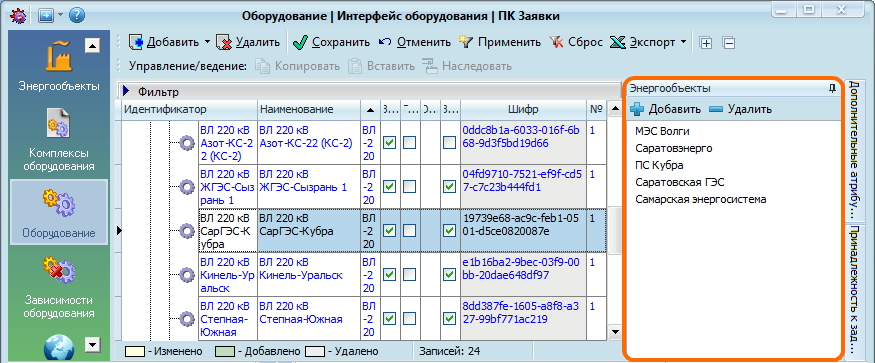 Оборудование | Интерфейс оборудования | ПК Заявки
Добавить Удалить Сохранить Отменить Применить Сброс Экспорт
Управление/ведение: Копировать Вставить Наследовать
Энергообъекты
Комплексы
оборудования
Оборудование
Зависимости
оборудования
Фильтр
Идентификатор Наименование З... Г... О... З... Шифр №
ВЛ 220 кВ ВЛ 220 кВ ВЛ 0ddc8b1a-6033-016f-6b 1
Азот-КС-2 Азот-КС-22 (КС-2) -2 68-9d3f5bd19d66
2 (КС-2) 20
ВЛ 220 кВ ВЛ 220 кВ ВЛ 04fd9710-7521-ef9f-cd5 1
ЖГЭС-Сыз ЖГЭС-Сызрань 1 -2 7-c7c23b444fd1
рань 1 20
ВЛ 220 кВ ВЛ 220 кВ ВЛ 19739e68-ac9c-feb1-05 1
СарГЭС-К СарГЭС-Кубра -2 01-d5ce0820087e
убра 20
ВЛ 220 кВ ВЛ 220 кВ ВЛ e1b16ba2-9bec-03f9-00 1
Кинель-Ур Кинель-Уральск -2 bb-20dae648df97
альск 20
ВЛ 220 кВ ВЛ 220 кВ ВЛ 8dd387fe-1605-a8f8-a3 1
Степная- Степная-Южная -2 27-99bf771ac219
Южная 20
- Изменено - Добавлено - Удалено Записей: 24
Энергообъекты
Добавить Удалить
МЭС Волги
Саратовэнерго
ПС Кубра
Саратовская ГЭС
Самарская энергосистема
Дополнительные атрибу...
Принадлежность к зад...